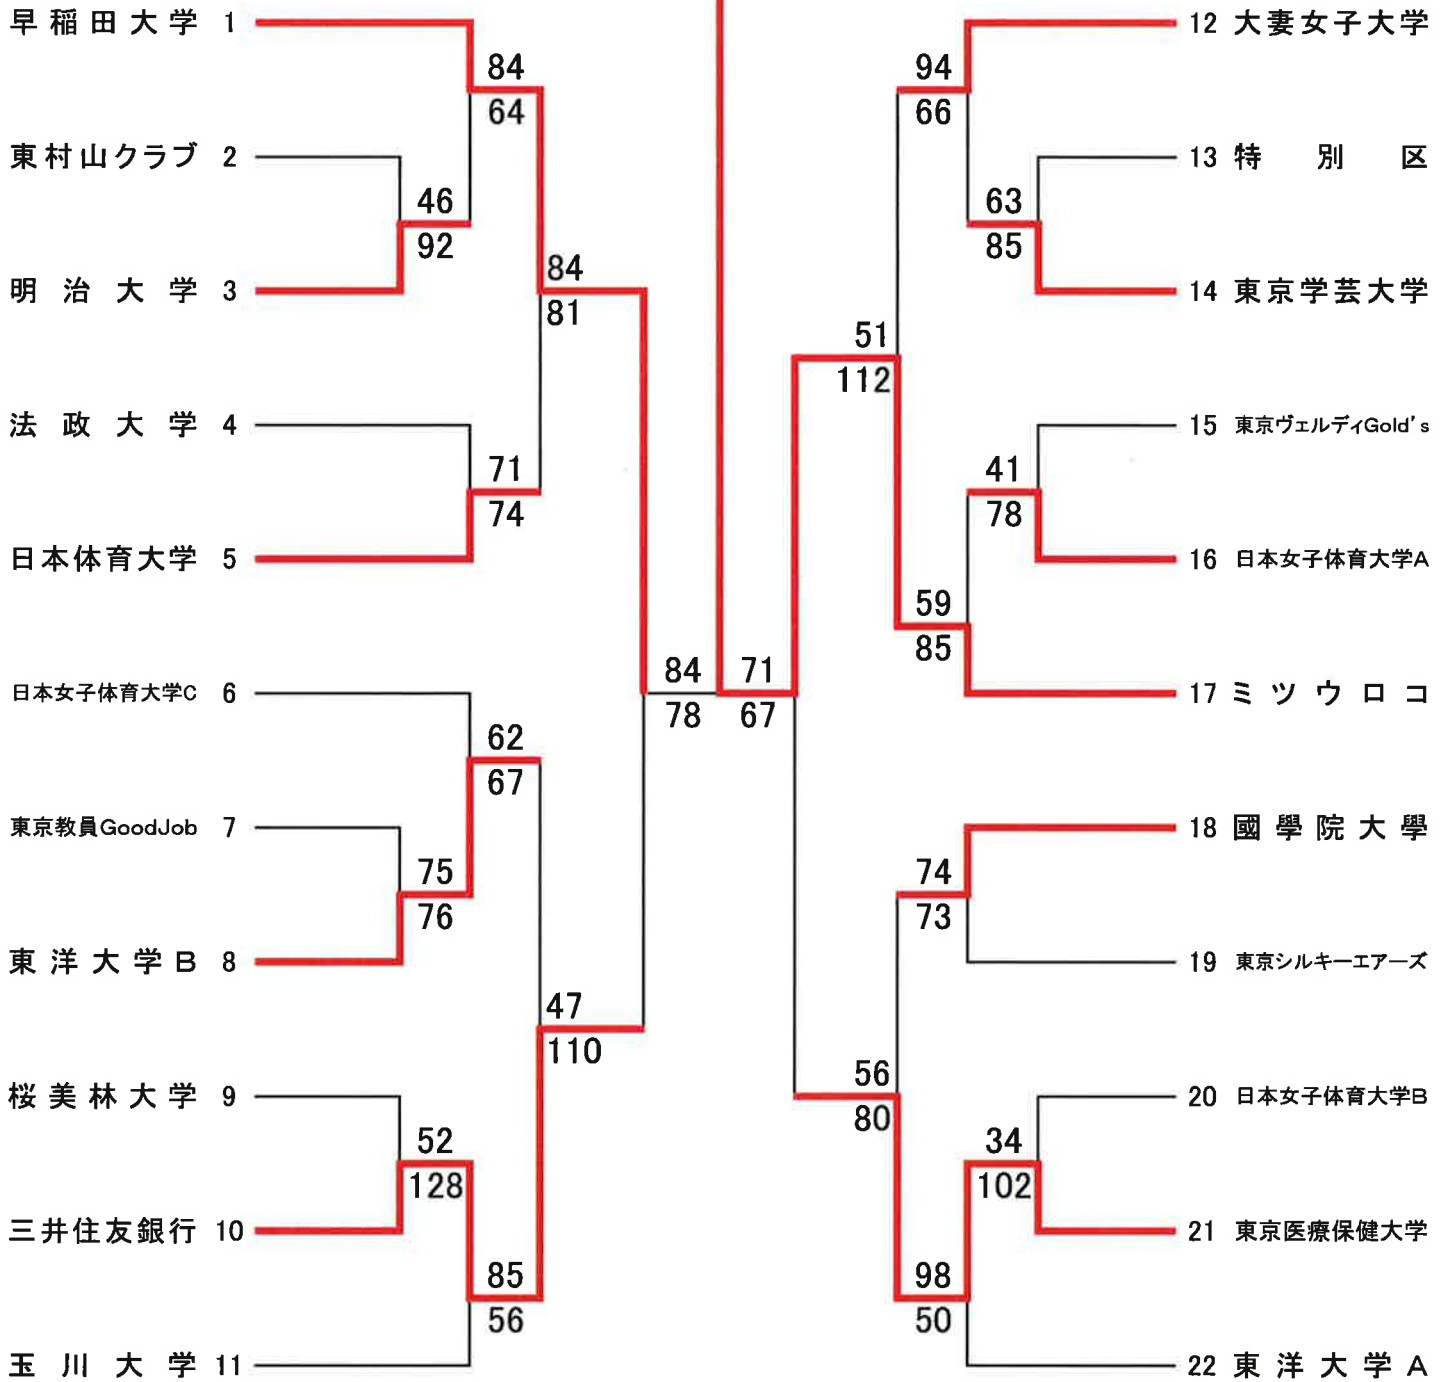 早稲田大学 1
84
64
東村山クラブ 2
46
92
明治大学 3
84
81
法政大学 4
71
74
日本体育大学 5
日本女子体育大学C 6
62
67
東京教員GoodJob 7
75
76
東洋大学B 8
47
110
桜美林大学 9
52
128
三井住友銀行 10
85
56
玉川大学 11
84
78
71
67
12 大妻女子大学
94
66
13 特別区
63
85
14 東京学芸大学
51
112
15 東京ヴェルディGold's
41
78
16 日本女子体育大学A
59
85
17 ミツウロコ
18 國學院大學
74
73
19 東京シルキーエアーズ
56
80
20 日本女子体育大学B
34
102
21 東京医療保健大学
98
50
22 東洋大学A